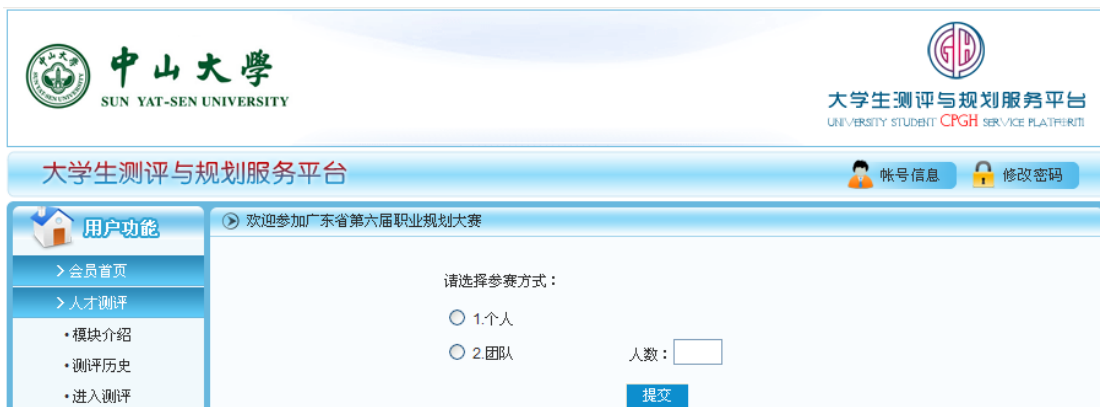 中山大學
SUN YAT-SEN UNIVERSITY
GH
大学生测评与规划服务平台
UNIVERSITY STUDENT CPGH SERVICE PLATFORM
大学生测评与规划服务平台
帐号信息
修改密码
用户功能
欢迎参加广东省第六届职业规划大赛
>会员首页
请选择参赛方式：
>人才测评
1.个人
•模块介绍
2.团队 人数：
•测评历史
提交
•进入测评